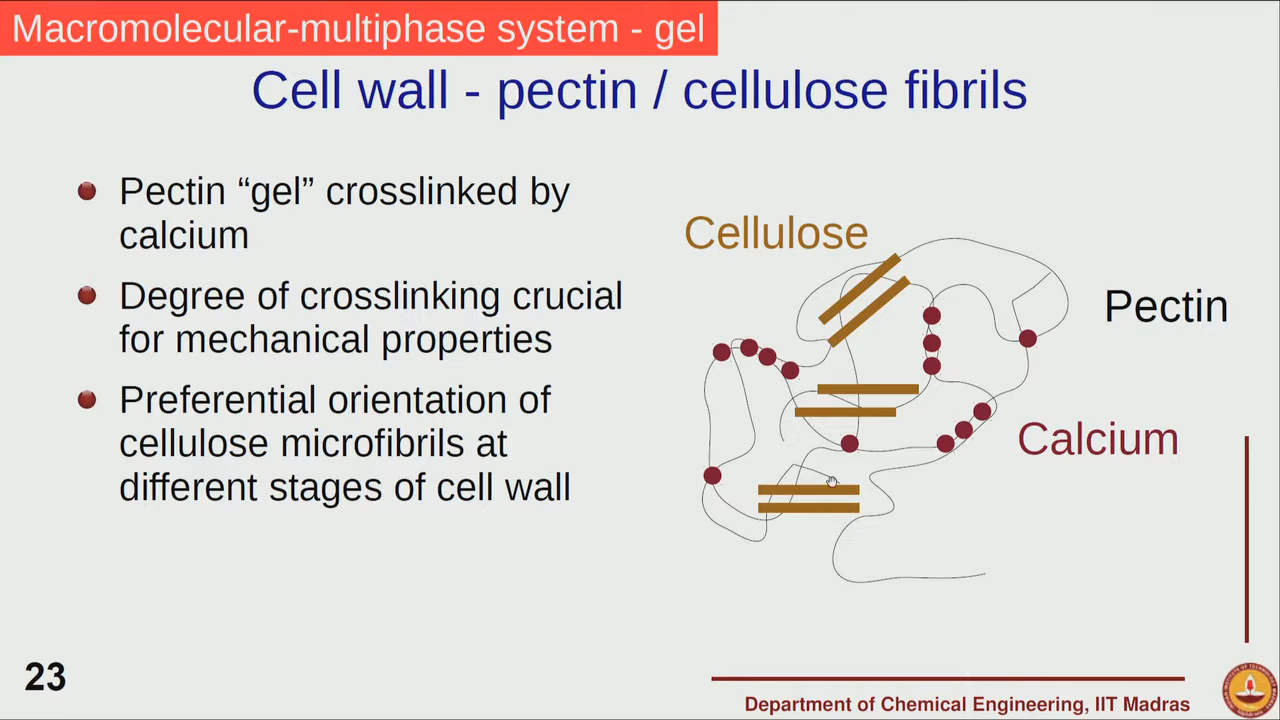 Macromolecular-multiphase system - gel
Cell wall - pectin / cellulose fibrils
Pectin “gel” crosslinked by
calcium
Degree of crosslinking crucial
for mechanical properties
Preferential orientation of
cellulose microfibrils at
different stages of cell wall
Cellulose
Pectin
Calcium
23
Department of Chemical Engineering, IIT Madras